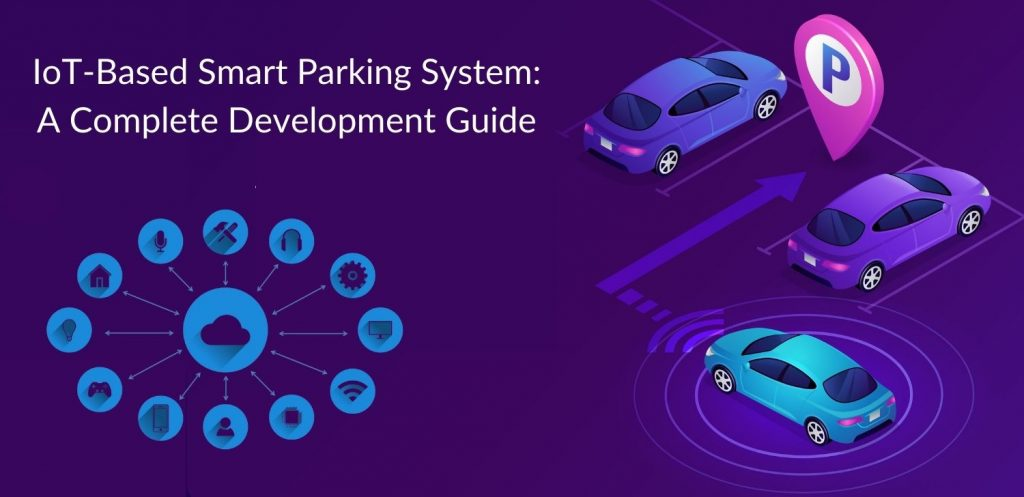 IoT-Based Smart Parking System:
A Complete Development Guide
P